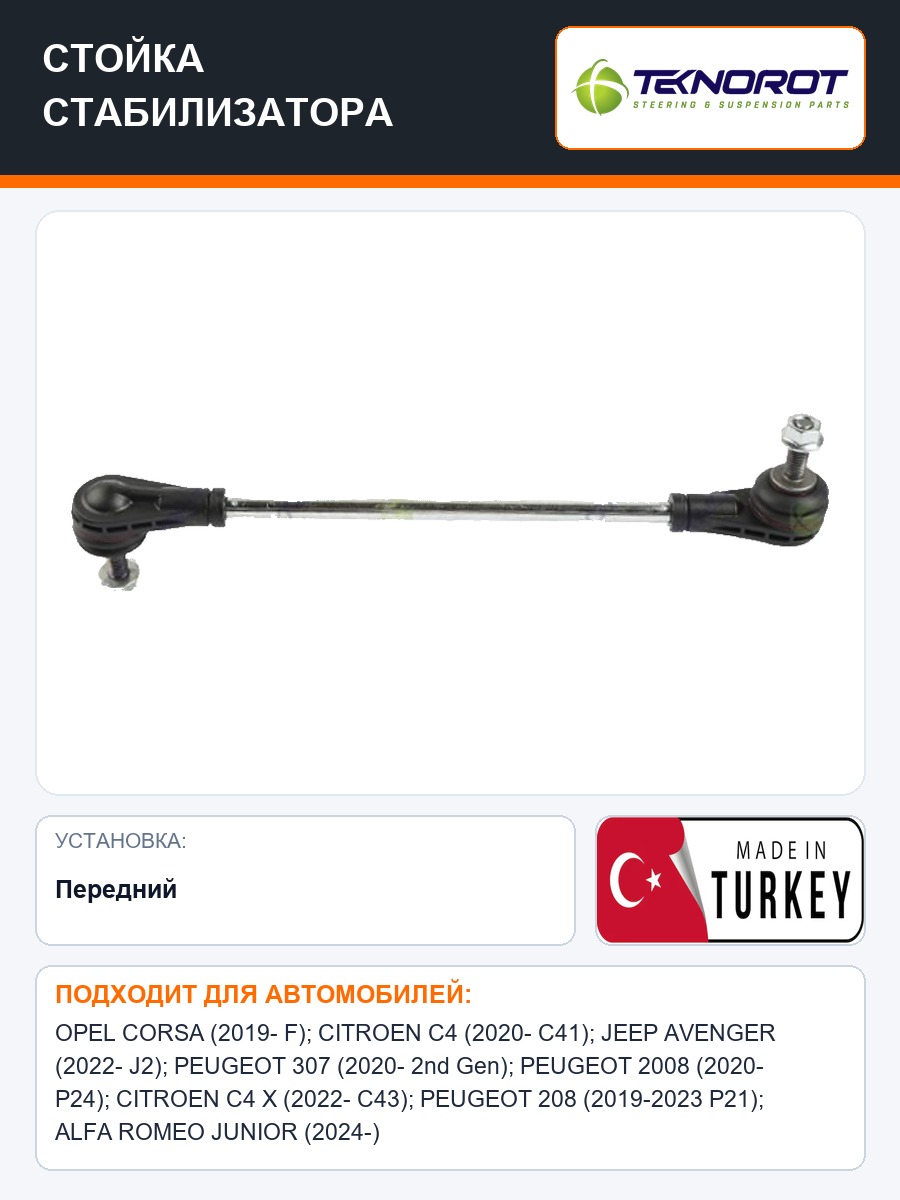 СТОЙКА
СТАБИЛИЗАТОРА
TEKNOROT
STEERING & SUSPENSION PARTS
УСТАНОВКА:
Передний
MADE IN
TURKEY
ПОДХОДИТ ДЛЯ АВТОМОБИЛЕЙ:
OPEL CORSA (2019- F); CITROEN C4 (2020- C41); JEEP AVENGER
(2022- J2); PEUGEOT 307 (2020- 2nd Gen); PEUGEOT 2008 (2020-
P24); CITROEN C4 X (2022- C43); PEUGEOT 208 (2019-2023 P21);
ALFA ROMEO JUNIOR (2024-)